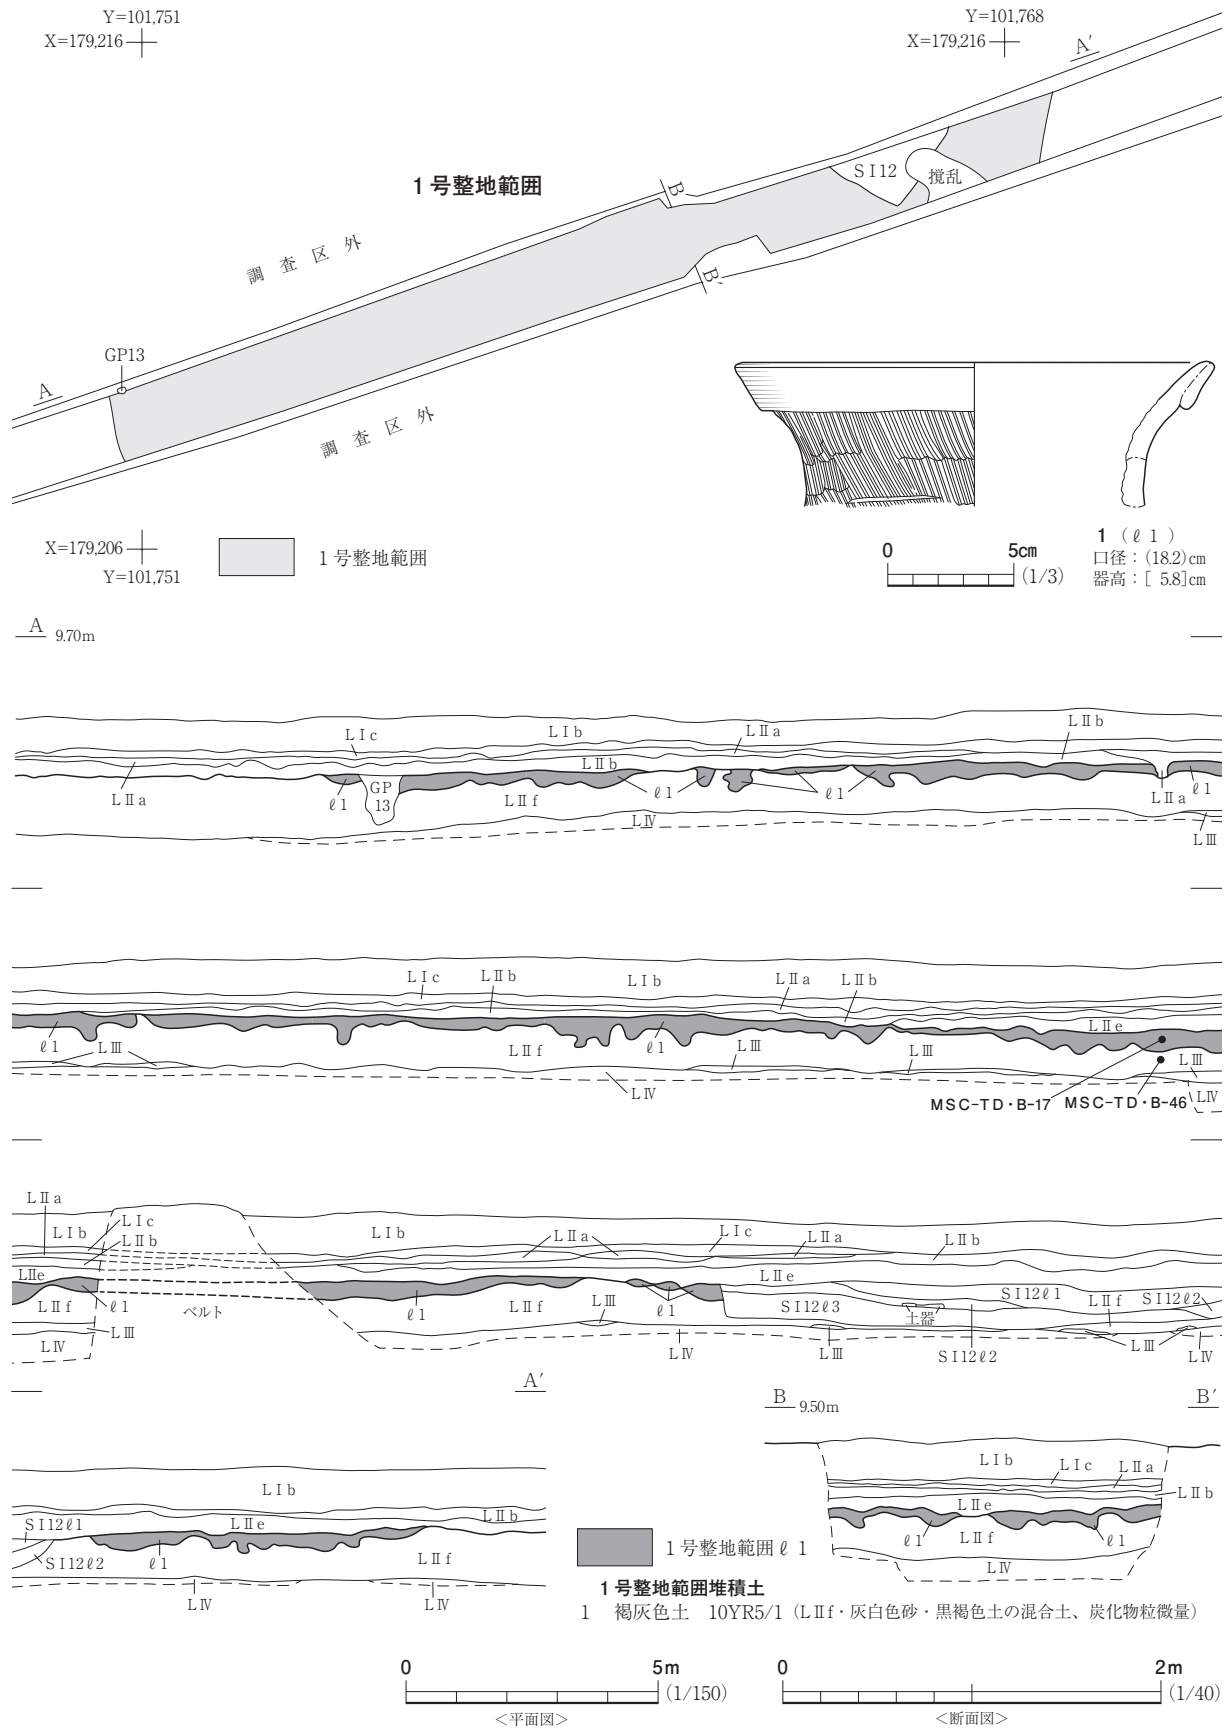 Y=101,751
X=179,216
Y=101,768
X=179,216
A′
1号整地範囲
B
SI12
撹乱
調査区外
B′
GP13
A
調査区外
X=179,206
Y=101,751
1号整地範囲
0 5cm
(1/3)
1 (ℓ1)
口径:(18.2)cm
器高:[ 5.8]cm
A 9.70m
LⅠc
LⅠb
LⅡa
LⅡb
LⅡb
LⅡa
ℓ1
GP
13
LⅡf
ℓ1
ℓ1
LⅡa
ℓ1
LⅣ
LⅢ
LⅠc
LⅡb
LⅠb
LⅡa
LⅡb
ℓ1
LⅢ
LⅡf
ℓ1
LⅢ
LⅢ
LⅡe
LⅢ
LⅣ
MSC-TD・B-17
MSC-TD・B-46
LⅣ
LⅡa
LⅠb
LⅠc
LⅡb
LⅠb
LⅡa
LⅠc
LⅡa
LⅡb
LⅡe
LⅡe
LⅡf
ℓ1
ベルト
ℓ1
LⅡf
LⅢ
ℓ1
SI12ℓ3
土器
SI12ℓ1
LⅡf
SI12ℓ2
LⅢ
LⅣ
LⅣ
LⅢ
SI12ℓ2
LⅢ
LⅣ
A′
B 9.50m
B′
LⅠb
LⅡb
SI12ℓ1
LⅡe
SI12ℓ2
ℓ1
LⅡf
LⅣ
LⅣ
LⅠb
LⅠc
LⅡa
LⅡb
LⅡe
ℓ1
LⅡf
ℓ1
LⅣ
1号整地範囲ℓ1
1号整地範囲堆積土
1 褐灰色土 10YR5/1(LⅡf・灰白色砂・黒褐色土の混合土、炭化物粒微量)
0 5m
(1/150)
<平面図>
0 2m
(1/40)
<断面図>